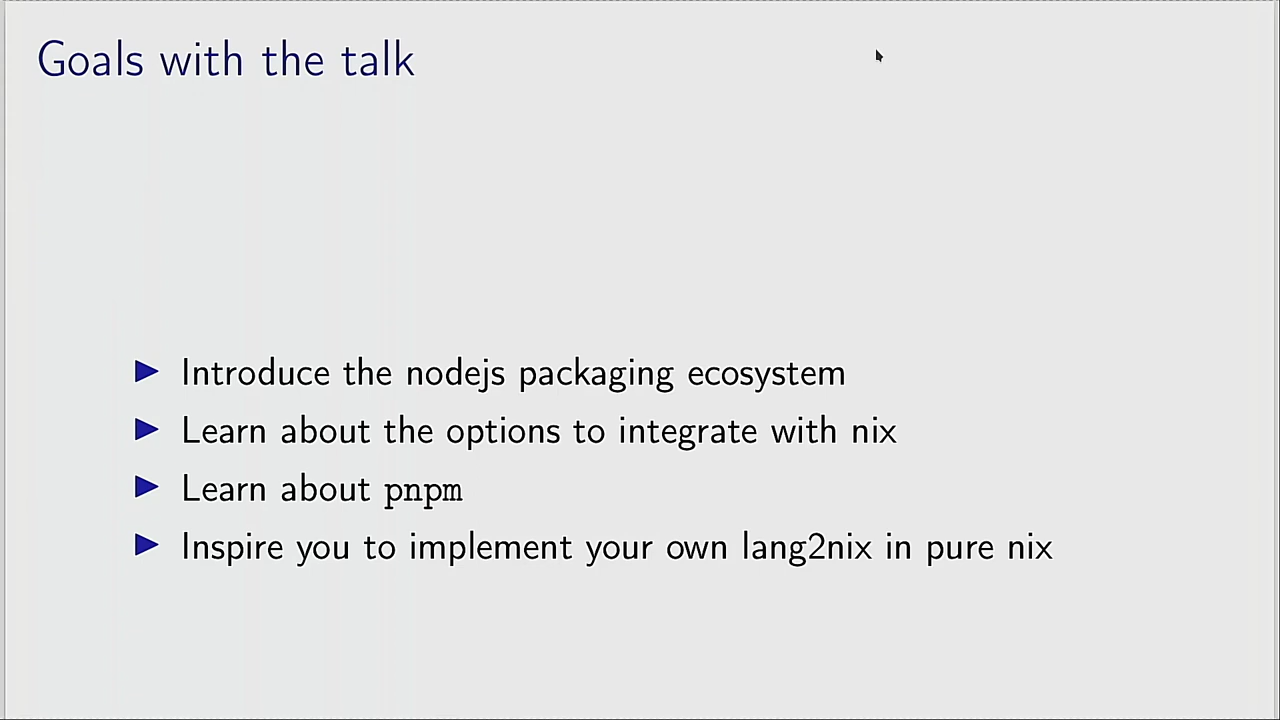 Goals with the talk
Introduce the nodejs packaging ecosystem
Learn about the options to integrate with nix
Learn about pnpm
Inspire you to implement your own lang2nix in pure nix